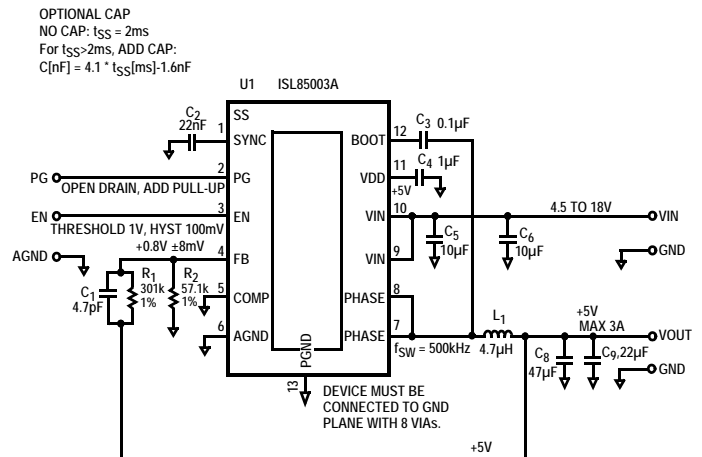 OPTIONAL CAP
NO CAP: tSS = 2ms
For tSS>2ms, ADD CAP:
C[nF] = 4.1 * tSS[ms]-1.6nF
U1 ISL85003A
C2
22nF
1
SS
SYNC
BOOT
12
C3 0.1µF
PG
OPEN DRAIN, ADD PULL-UP
2
PG
VDD
11
C4 1µF
+5V
EN
THRESHOLD 1V, HYST 100mV
3
EN
VIN
10
4.5 TO 18V
VIN
C5
10µF
C6
10µF
GND
AGND
+0.8V ±8mV
4
FB
VIN
9
C1
4.7pF
R1
301k
1%
R2
57.1k
1%
5
COMP
PHASE
8
6
AGND
PHASE
7
fSW = 500kHz
L1
4.7µH
+5V
MAX 3A
VOUT
C8
47µF
C9,22µF
GND
PGND
13
DEVICE MUST BE
CONNECTED TO GND
PLANE WITH 8 VIAs.
+5V